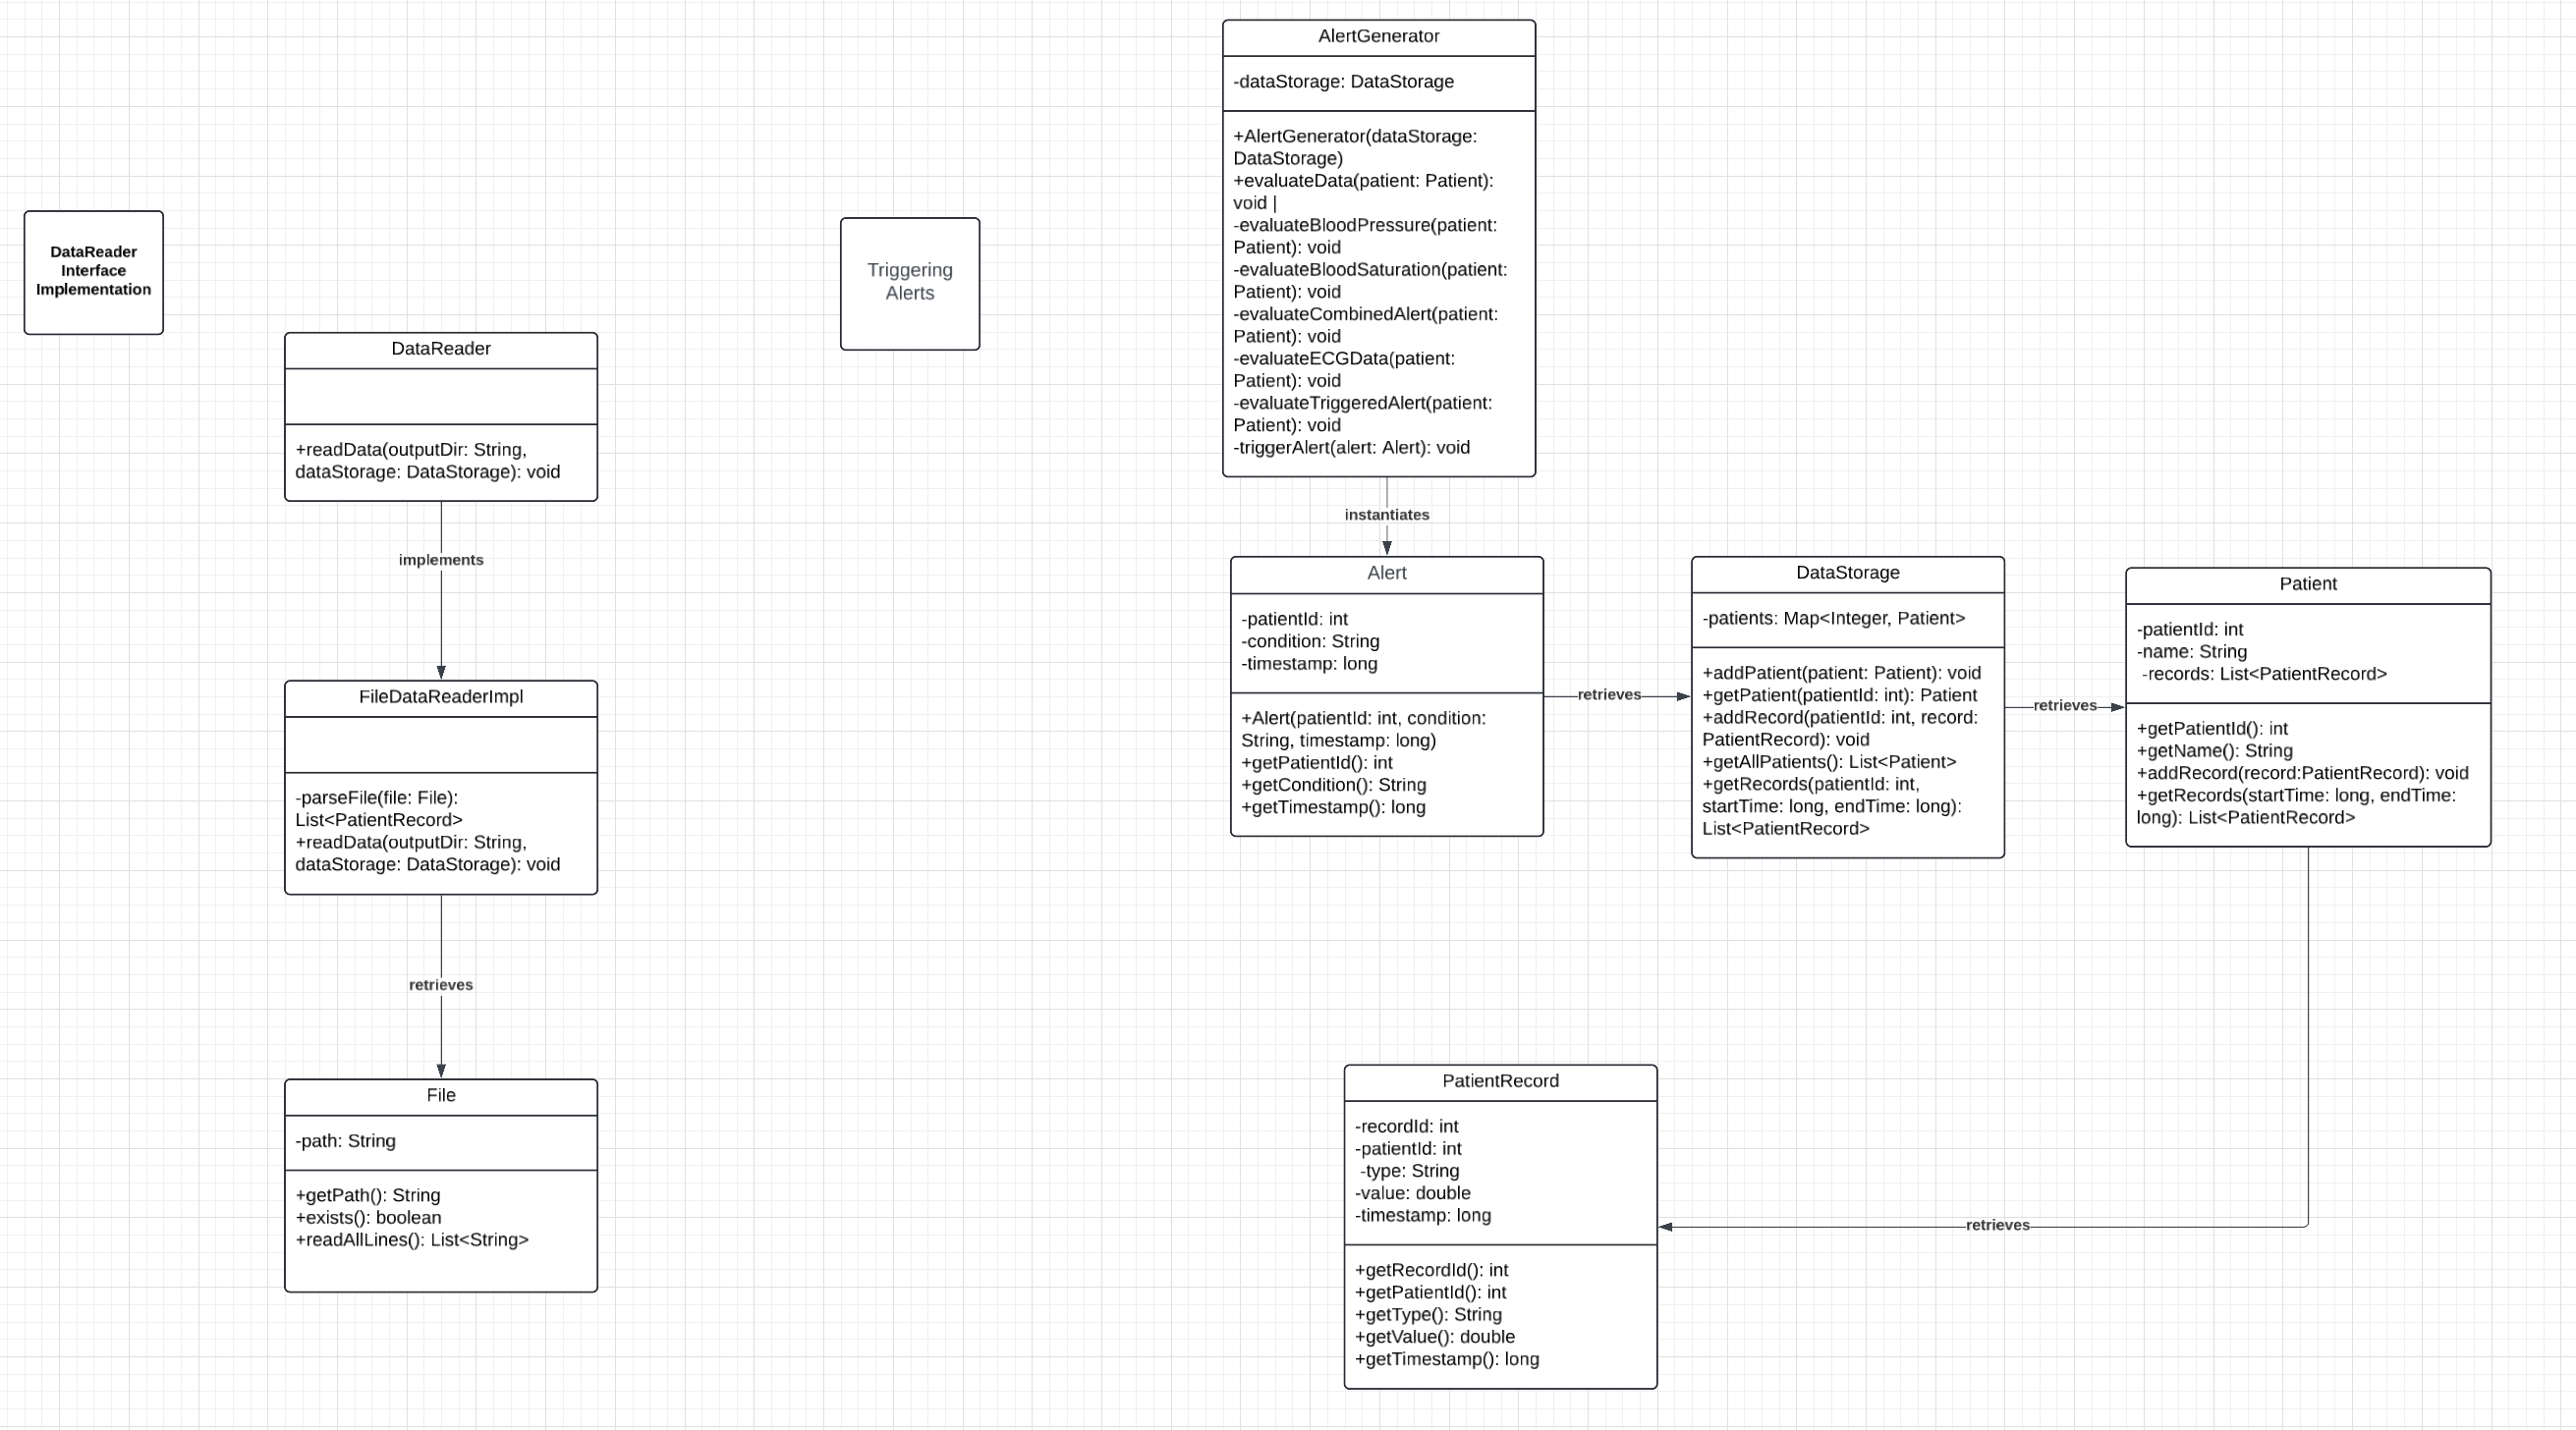 DataReader
Interface
Implementation
DataReader
+readData(outputDir: String,
dataStorage: DataStorage): void
implements
FileDataReaderImpl
-parseFile(file: File):
List<PatientRecord>
+readData(outputDir: String,
dataStorage: DataStorage): void
retrieves
File
-path: String
+getPath(): String
+exists(): boolean
+readAllLines(): List<String>
Triggering
Alerts
AlertGenerator
-dataStorage: DataStorage
+AlertGenerator(dataStorage:
DataStorage)
+evaluateData(patient: Patient):
void |
-evaluateBloodPressure(patient:
Patient): void
-evaluateBloodSaturation(patient:
Patient): void
-evaluateCombinedAlert(patient:
Patient): void
-evaluateECGData(patient:
Patient): void
-evaluateTriggeredAlert(patient:
Patient): void
-triggerAlert(alert: Alert): void
instantiates
Alert
-patientId: int
-condition: String
-timestamp: long
+Alert(patientId: int, condition:
String, timestamp: long)
+getPatientId(): int
+getCondition(): String
+getTimestamp(): long
retrieves
DataStorage
-patients: Map<Integer, Patient>
+addPatient(patient: Patient): void
+getPatient(patientId: int): Patient
+addRecord(patientId: int, record:
PatientRecord): void
+getAllPatients(): List<Patient>
+getRecords(patientId: int,
startTime: long, endTime: long):
List<PatientRecord>
retrieves
Patient
-patientId: int
-name: String
-records: List<PatientRecord>
+getPatientId(): int
+getName(): String
+addRecord(record:PatientRecord): void
+getRecords(startTime: long, endTime:
long): List<PatientRecord>
retrieves
PatientRecord
-recordId: int
-patientId: int
-type: String
-value: double
-timestamp: long
+getRecordId(): int
+getPatientId(): int
+getType(): String
+getValue(): double
+getTimestamp(): long